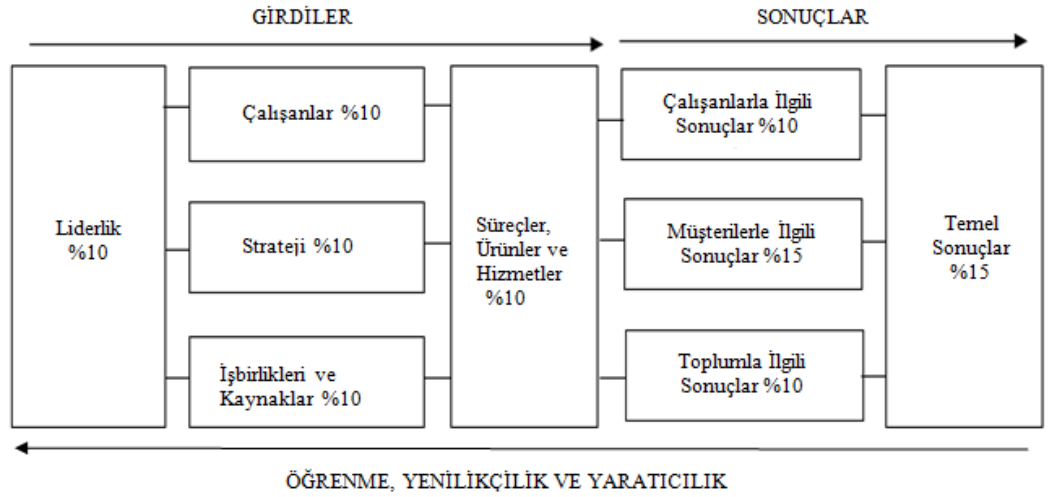 GİRDİLER
SONUÇLAR
Liderlik
%10
Çalışanlar %10
Strateji %10
İşbirlikleri ve
Kaynaklar %10
Süreçler,
Ürünler ve
Hizmetler
%10
Çalışanlarla İlgili
Sonuçlar %10
Müşterilerle İlgili
Sonuçlar %15
Toplumla İlgili
Sonuçlar %10
Temel
Sonuçlar
%15
ÖĞRENME, YENİLİKÇİLİK VE YARATICILIK